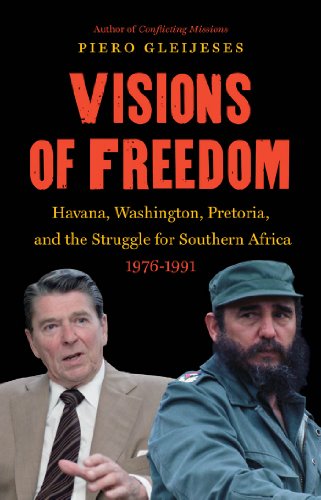 Author of Conflicting Missions
PIERO GLEIJESES
VISIONS
OF FREEDOM
Havana, Washington, Pretoria,
and the Struggle for Southern Africa
1976-1991